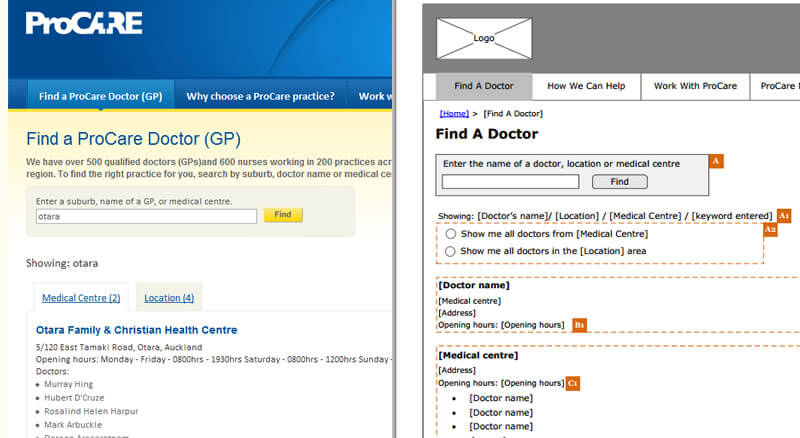 ProCARE
Find a ProCare Doctor (GP)
Why choose a ProCare practice?
Work w
Find a ProCare Doctor (GP)
We have over 500 qualified doctors (GPs)and 600 nurses working in 200 practices acr
region. To find the right practice for you, search by suburb, doctor name or medical ce
Enter a suburb, name of a GP, or medical centre.
otara
Find
Showing: otara
Medical Centre (2)
Location (4)
Otara Family & Christian Health Centre
5/120 East Tamaki Road, Otara, Auckland
Opening hours: Monday - Friday - 0800hrs - 1930hrs Saturday - 0800hrs - 1200hrs Sunday -
Doctors:
Murray Hing
Hubert D'Cruze
Rosalind Helen Harpur
Mark Arbuckle
Logo
Find A Doctor
How We Can Help
Work With ProCare
ProCare
[Home] > [Find A Doctor]
Find A Doctor
Enter the name of a doctor, location or medical centre
A
Find
Showing: [Doctor's name]/ [Location] / [Medical Centre] / [keyword entered]
A1
A2
Show me all doctors from [Medical Centre]
Show me all doctors in the [Location] area
[Doctor name]
[Medical centre]
[Address]
Opening hours: [Opening hours]
B1
[Medical centre]
[Address]
Opening hours: [Opening hours]
C1
[Doctor name]
[Doctor name]
[Doctor name]